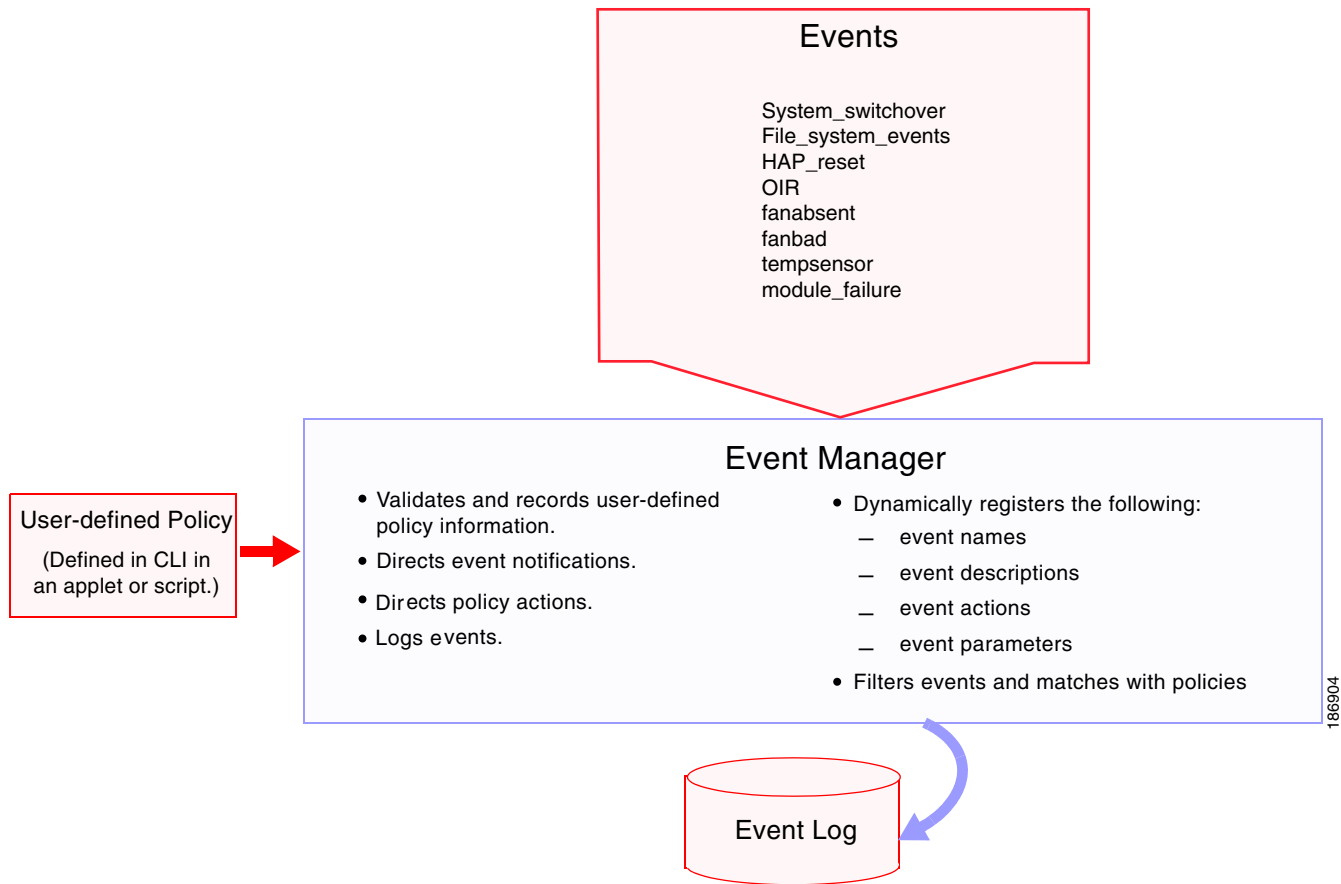 Events
System_switchover
File_system_events
HAP_reset
OIR
fanabsent
fanbad
tempsensor
module_failure
Event Manager
User-defined Policy
(Defined in CLI in
an applet or script.)
• Validates and records user-defined
policy information.
• Directs event notifications.
• Directs policy actions.
• Logs events.
• Dynamically registers the following:
– event names
– event descriptions
– event actions
– event parameters
• Filters events and matches with policies
186904
Event Log